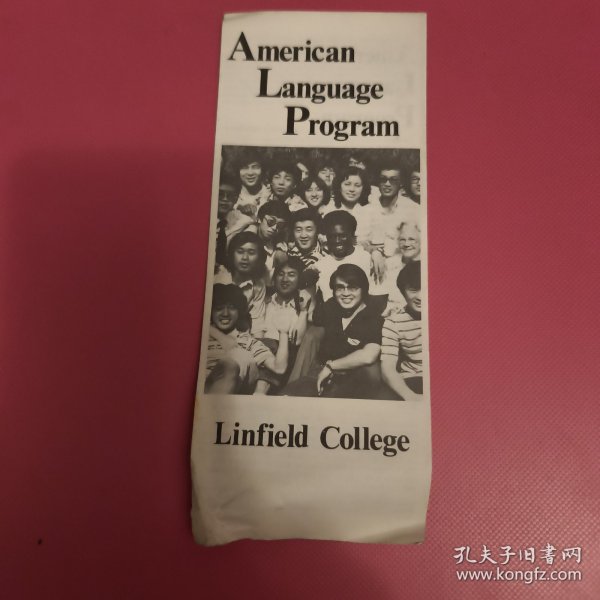 American
Language
Program
Linfield College
孔夫子旧书网
www.kongfz.com